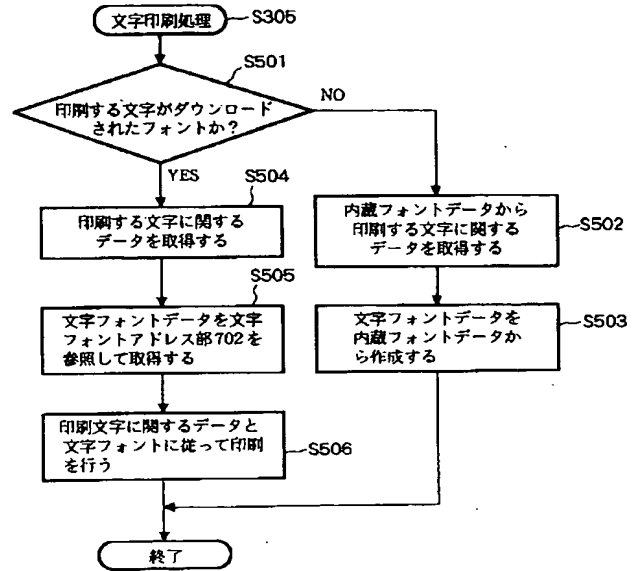 文字印刷処理
S305
S501
印刷する文字がダウンロード
されたフォントか?
NO
YES
S504
印刷する文字に関する
データを取得する
内蔵フォントデータから
印刷する文字に関する
データを取得する
S502
S505
文字フォントデータを文字
フォントアドレス部702を
参照して取得する
文字フォントデータを
内蔵フォントデータか
ら作成する
S503
印刷文字に関するデータと
文字フォントに従って印刷
を行う
S506
終了